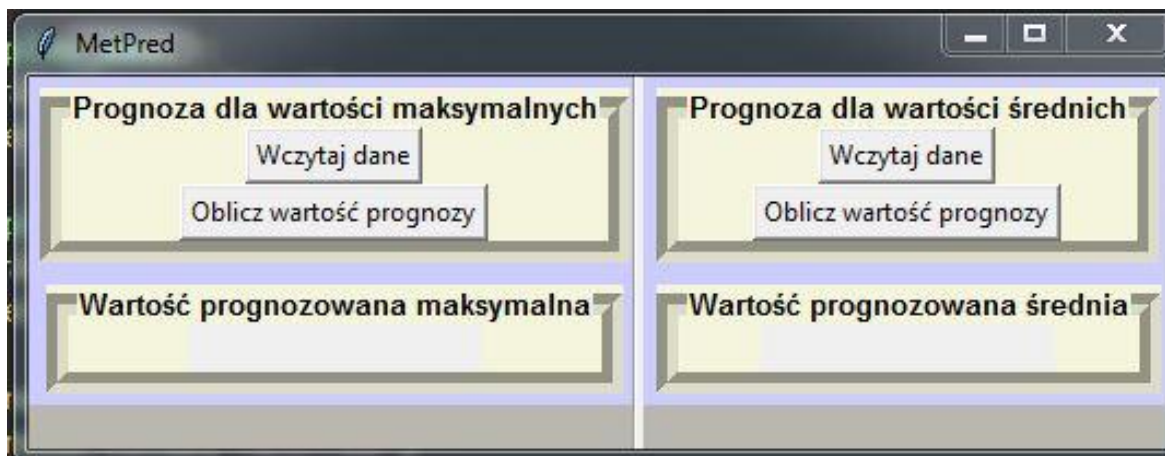 MetPred
Prognoza dla wartości maksymalnych
Wczytaj dane
Oblicz wartość prognozy
Wartość prognozowana maksymalna
Prognoza dla wartości średnich
Wczytaj dane
Oblicz wartość prognozy
Wartość prognozowana średnia